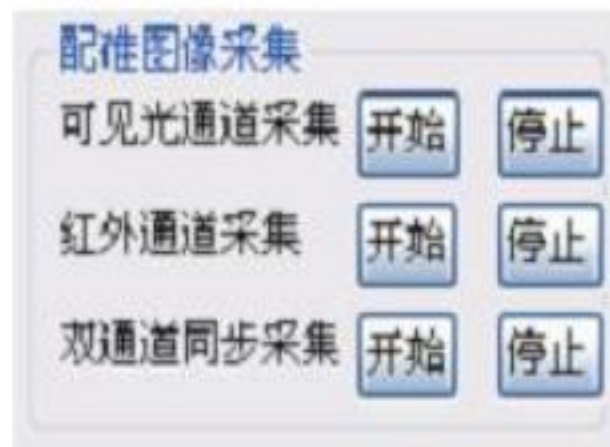 配准图像采集
可见光通道采集 开始 停止
红外通道采集 开始 停止
双通道同步采集 开始 停止